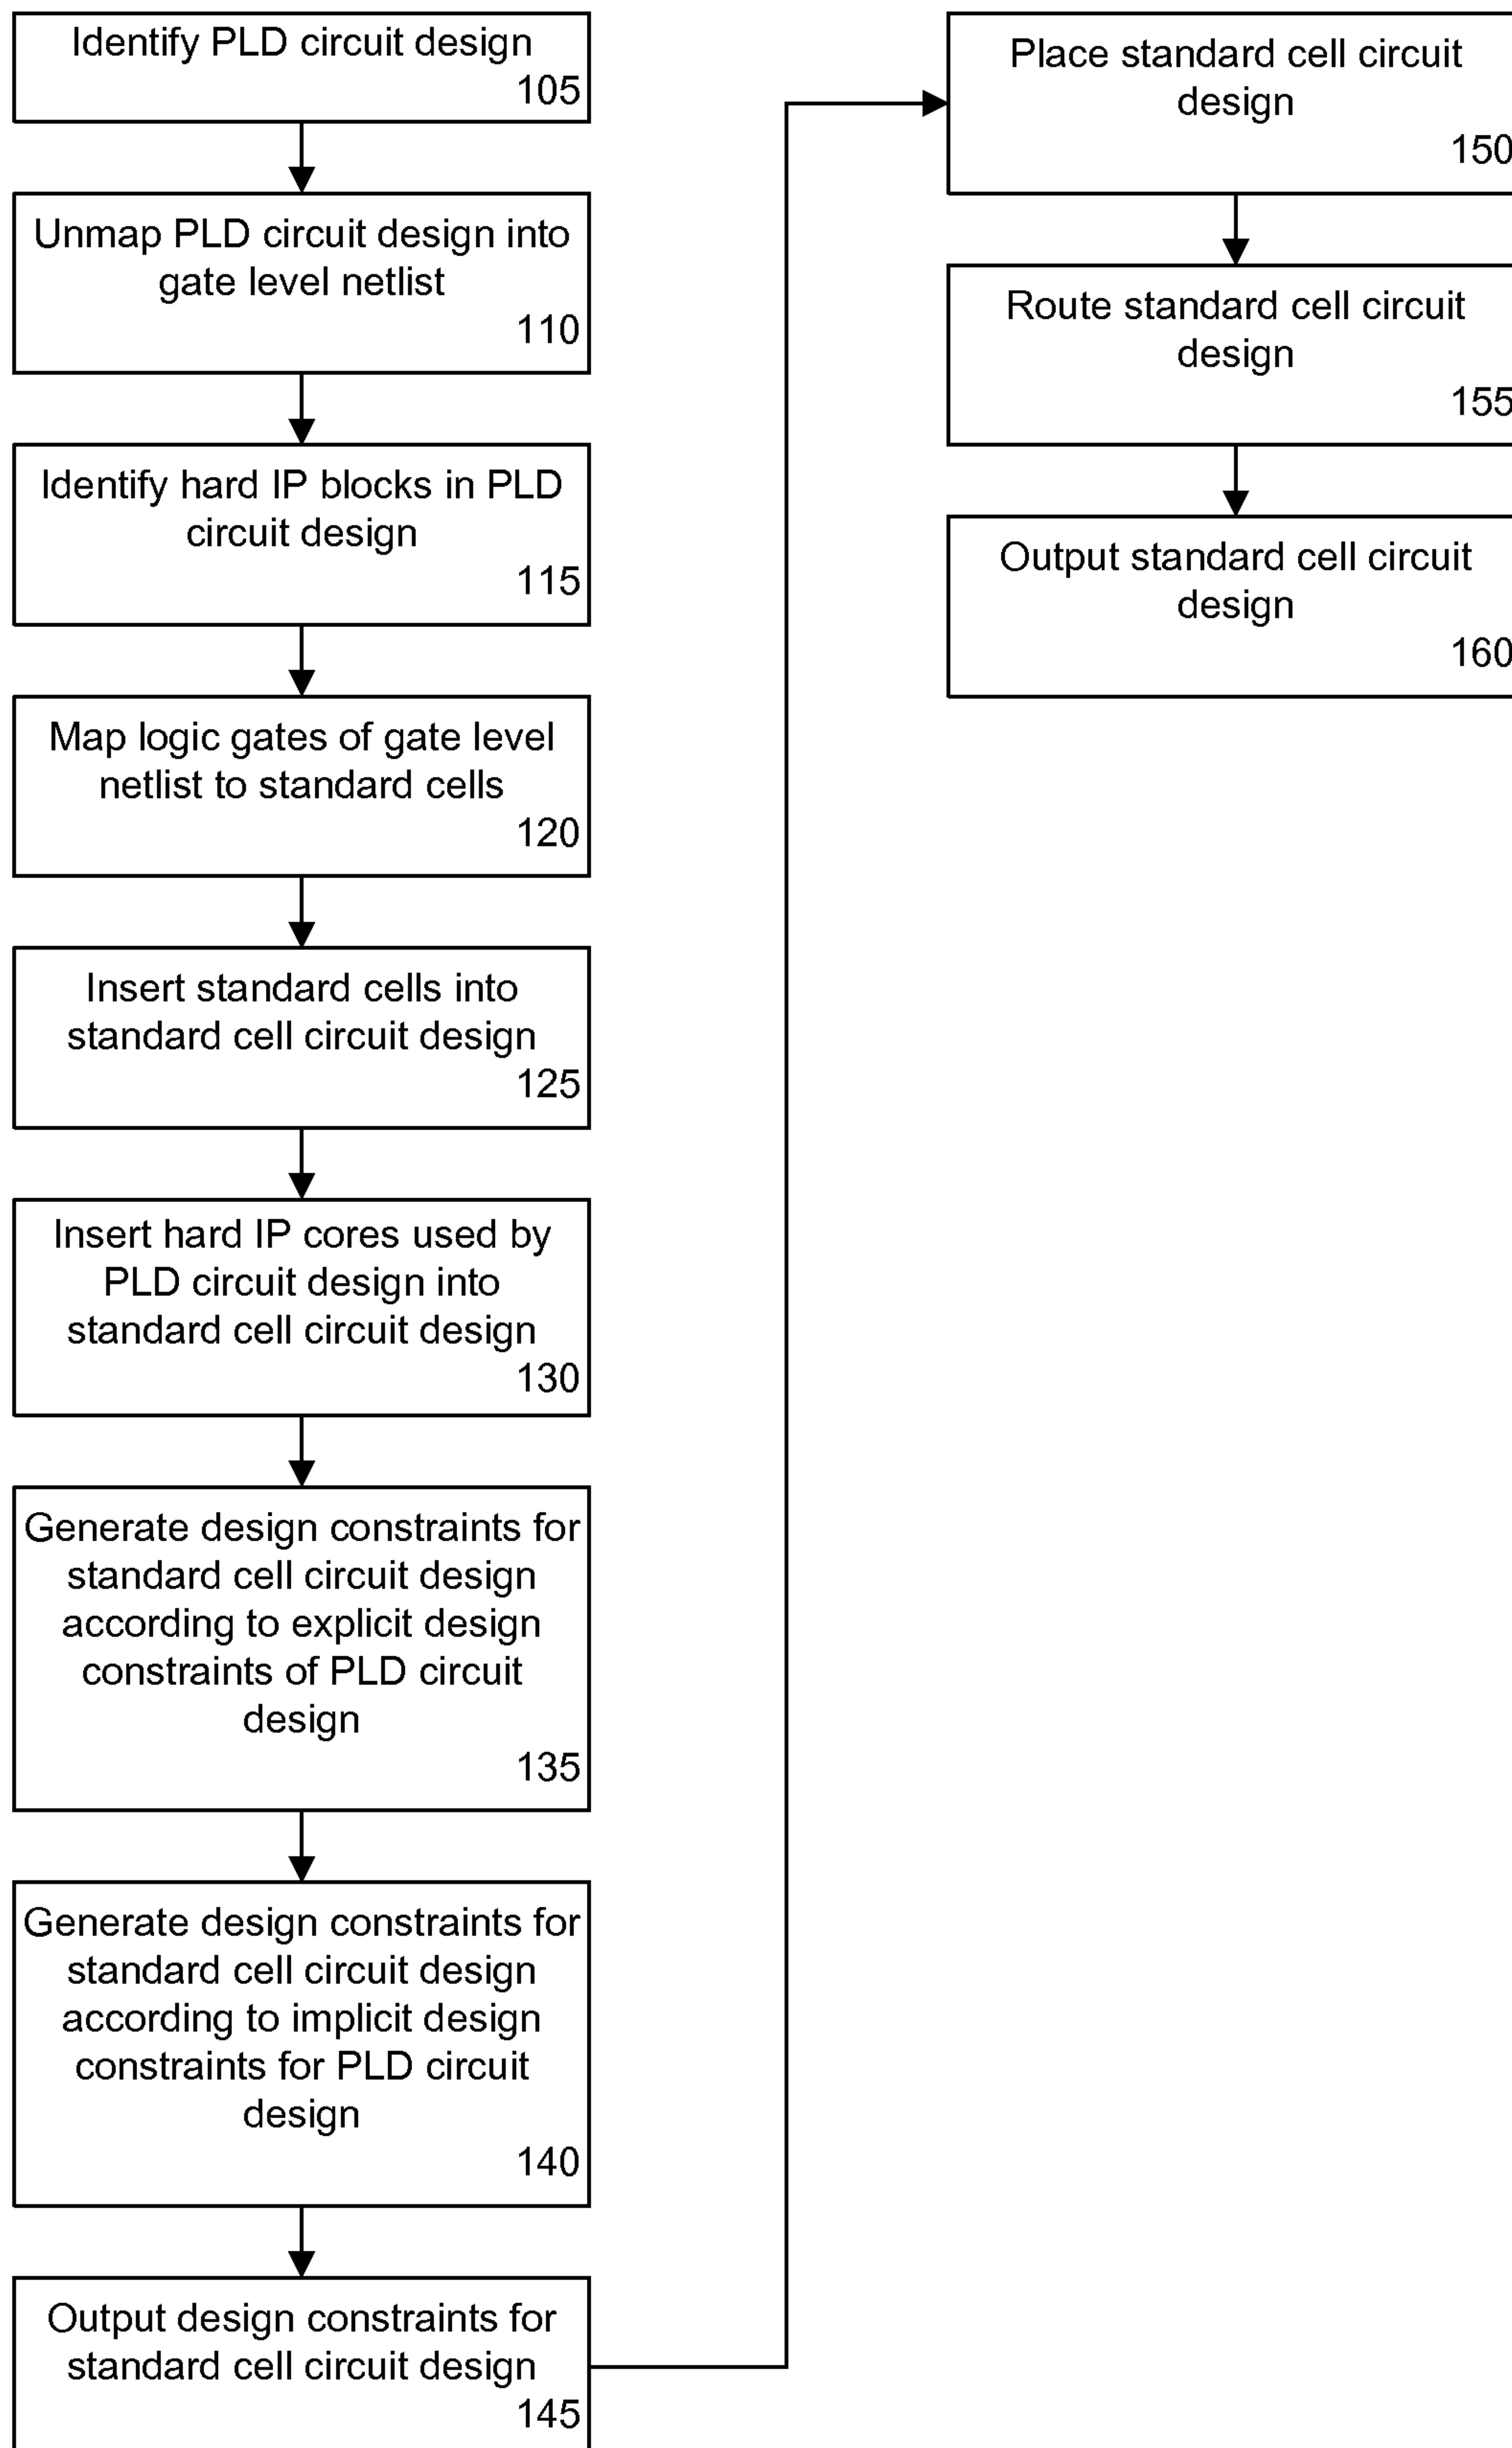 Identify PLD circuit design
105
Unmap PLD circuit design into
gate level netlist
110
Identify hard IP blocks in PLD
circuit design
115
Map logic gates of gate level
netlist to standard cells
120
Insert standard cells into
standard cell circuit design
125
Insert hard IP cores used by
PLD circuit design into
standard cell circuit design
130
Generate design constraints for
standard cell circuit design
according to explicit design
constraints of PLD circuit
design
135
Generate design constraints for
standard cell circuit design
according to implicit design
constraints for PLD circuit
design
140
Output design constraints for
standard cell circuit design
145
Place standard cell circuit
design
150
Route standard cell circuit
design
155
Output standard cell circuit
design
160